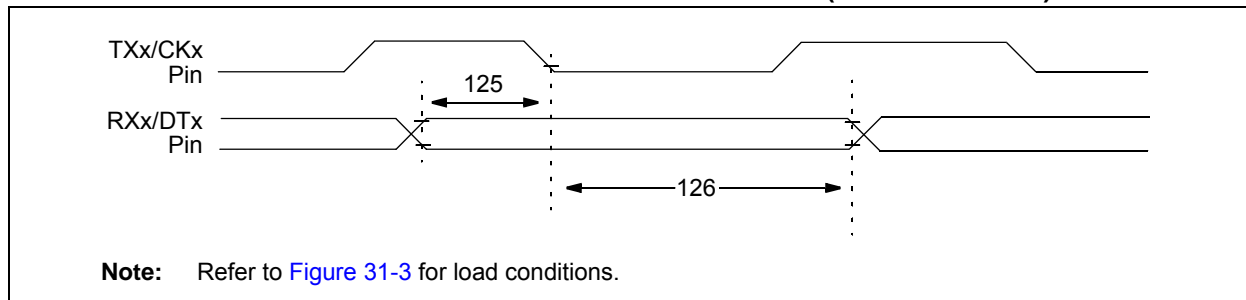 TXx/CKx
Pin
125
RXx/DTx
Pin
126
Note: Refer to Figure 31-3 for load conditions.